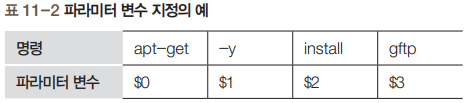 표 11-2 파라미터 변수 지정의 예
명령 apt-get -y install gftp
파라미터 변수 $0 $1 $2 $3